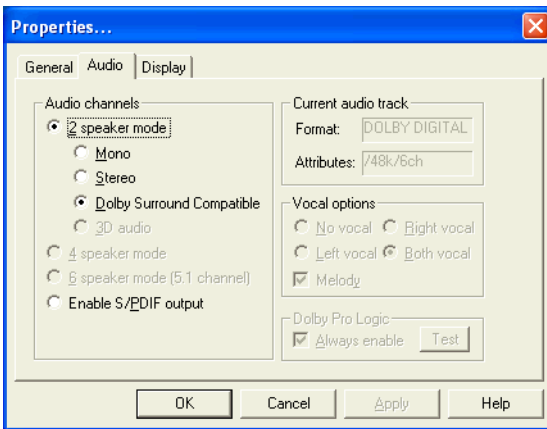 Properties...
General Audio Display
Audio channels
2 speaker mode
Mono
Stereo
Dolby Surround Compatible
3D audio
4 speaker mode
6 speaker mode (5.1 channel)
Enable S/PDIF output
Current audio track
Format: DOLBY DIGITAL
Attributes: /48k/6ch
Vocal options
No vocal Right vocal
Left vocal Both vocal
Melody
Dolby Pro Logic
Always enable Test
OK Cancel Apply Help